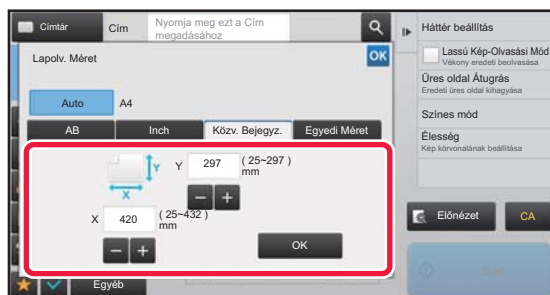 Címtár
Cím
Nyomja meg ezt a Cím
megadásához
Lapolv. Méret
OK
Auto
A4
AB
Inch
Közv. Bejegyz.
Egyedi Méret
Y
Y
297
( 25~297 )
mm
X
X
420
( 25~432 )
mm
OK
Egyéb
Háttér beállítás
Lassú Kép-Olvasási Mód
Vékony eredeti beolvasása
Üres oldal Átugrás
Eredeti üres oldal kihagyása
Színes mód
Élesség
Kép körvonalának beállítása
Előnézet
CA
Start